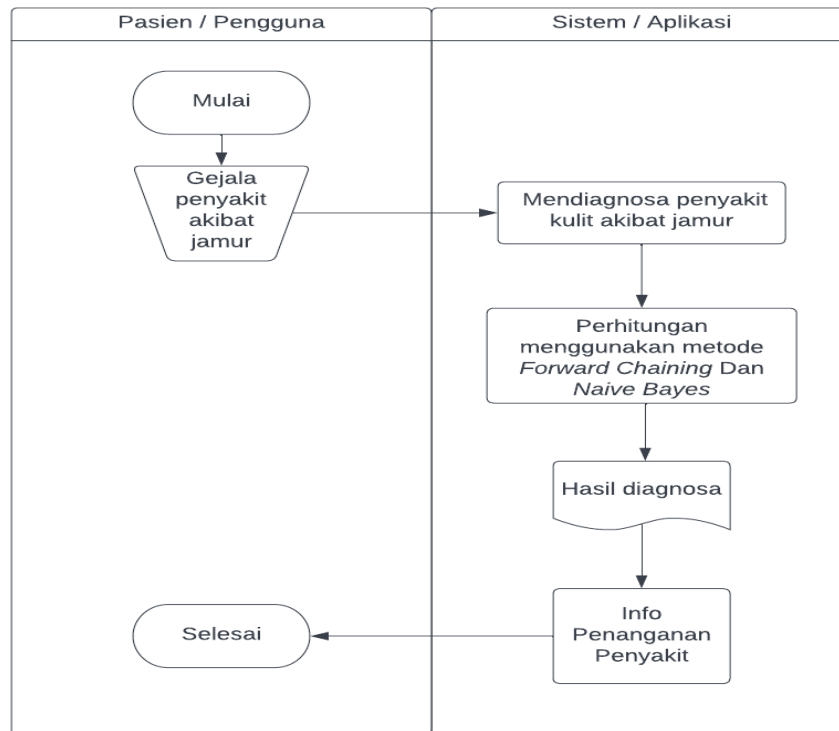 Pasien / Pengguna
Sistem / Aplikasi
Mulai
Gejala
penyakit
akibat
jamur
Mendiagnosa penyakit
kulit akibat jamur
Perhitungan
menggunakan metode
Forward Chaining Dan
Naive Bayes
Hasil diagnosa
Info
Penanganan
Penyakit
Selesai